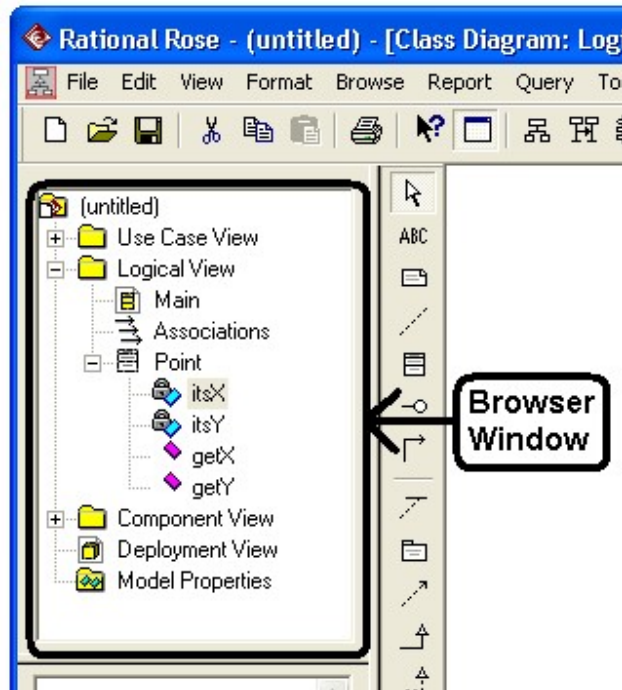 Rational Rose - (untitled) - [Class Diagram: Log
File Edit View Format Browse Report Query To
(untitled)
Use Case View
Logical View
Main
Associations
Point
itsX
itsY
getX
getY
Component View
Deployment View
Model Properties
ABC
Browser
Window